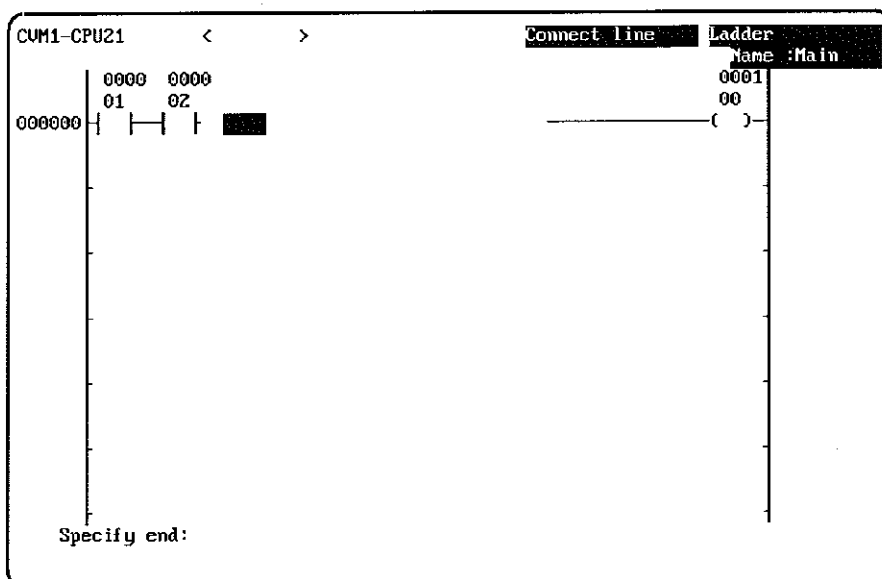 CVM1-CPU21 < > Connect line Ladder
Name :Main
0000 0000 0001
01 02 00
000000 ( )
Specify end: